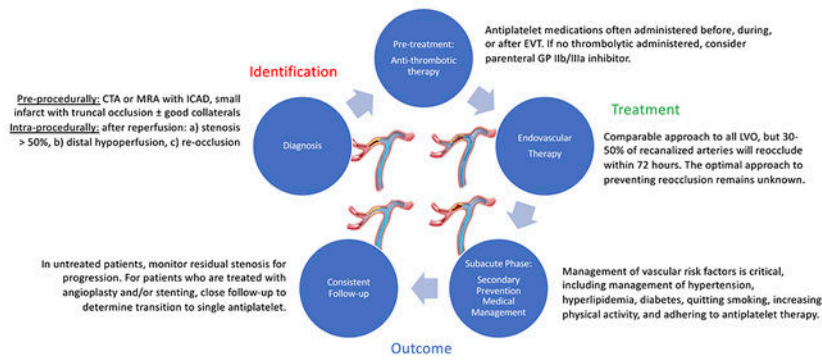 Pre-treatment:
Anti-thrombotic
therapy
Antiplatelet medications often administered before, during,
or after EVT. If no thrombolytic administered, consider
parenteral GP IIb/IIIa inhibitor.
Identification
Pre-procedurally: CTA or MRA with ICAD, small
infarct with truncal occlusion ± good collaterals
Intra-procedurally: after reperfusion: a) stenosis
> 50%, b) distal hypoperfusion, c) re-occlusion
Diagnosis
Endovascular
Therapy
Treatment
Comparable approach to all LVO, but 30-
50% of recanalized arteries will reocclude
within 72 hours. The optimal approach to
preventing reocclusion remains unknown.
In untreated patients, monitor residual stenosis for
progression. For patients who are treated with
angioplasty and/or stenting, close follow-up to
determine transition to single antiplatelet.
Consistent
Follow-up
Subacute Phase:
Secondary
Prevention
Medical
Management
Management of vascular risk factors is critical,
including management of hypertension,
hyperlipidemia, diabetes, quitting smoking, increasing
physical activity, and adhering to antiplatelet therapy.
Outcome